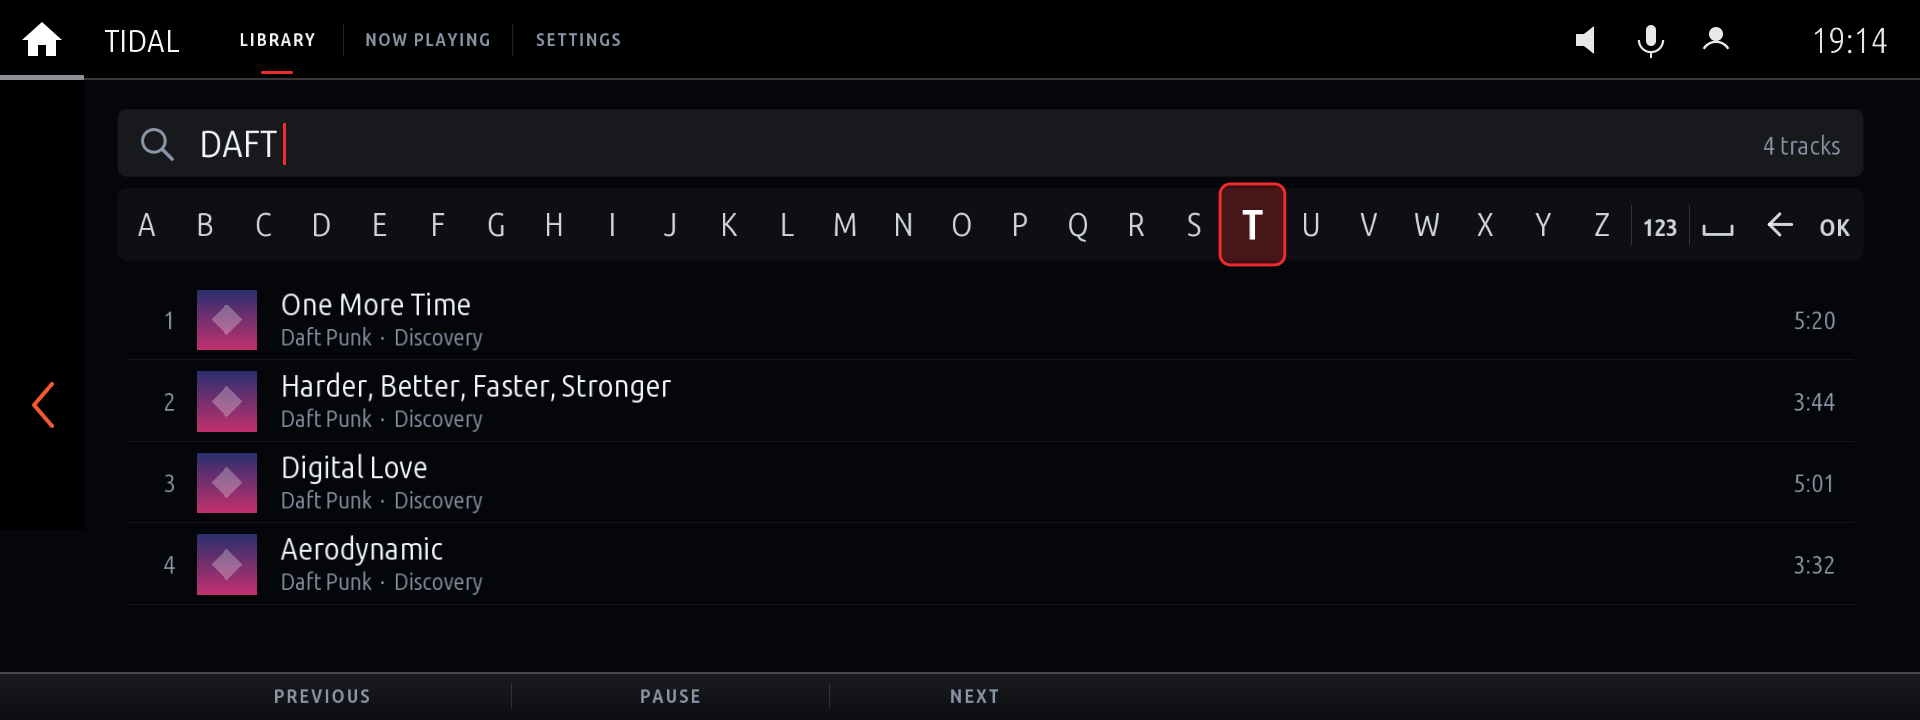 TIDAL LIBRARY NOW PLAYING SETTINGS 19:14
DAFT 4 tracks
A B C D E F G H I J K L M N O P Q R S T U V W X Y Z 123 OK
1 One More Time 5:20
Daft Punk · Discovery
2 Harder, Better, Faster, Stronger 3:44
Daft Punk · Discovery
3 Digital Love 5:01
Daft Punk · Discovery
4 Aerodynamic 3:32
Daft Punk · Discovery
PREVIOUS PAUSE NEXT